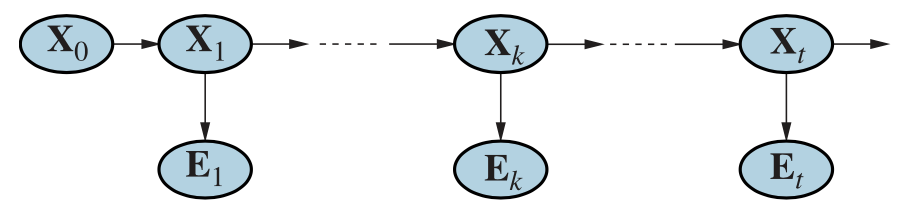 X₀ X₁ Xₖ Xₜ
E₁ Eₖ Eₜ